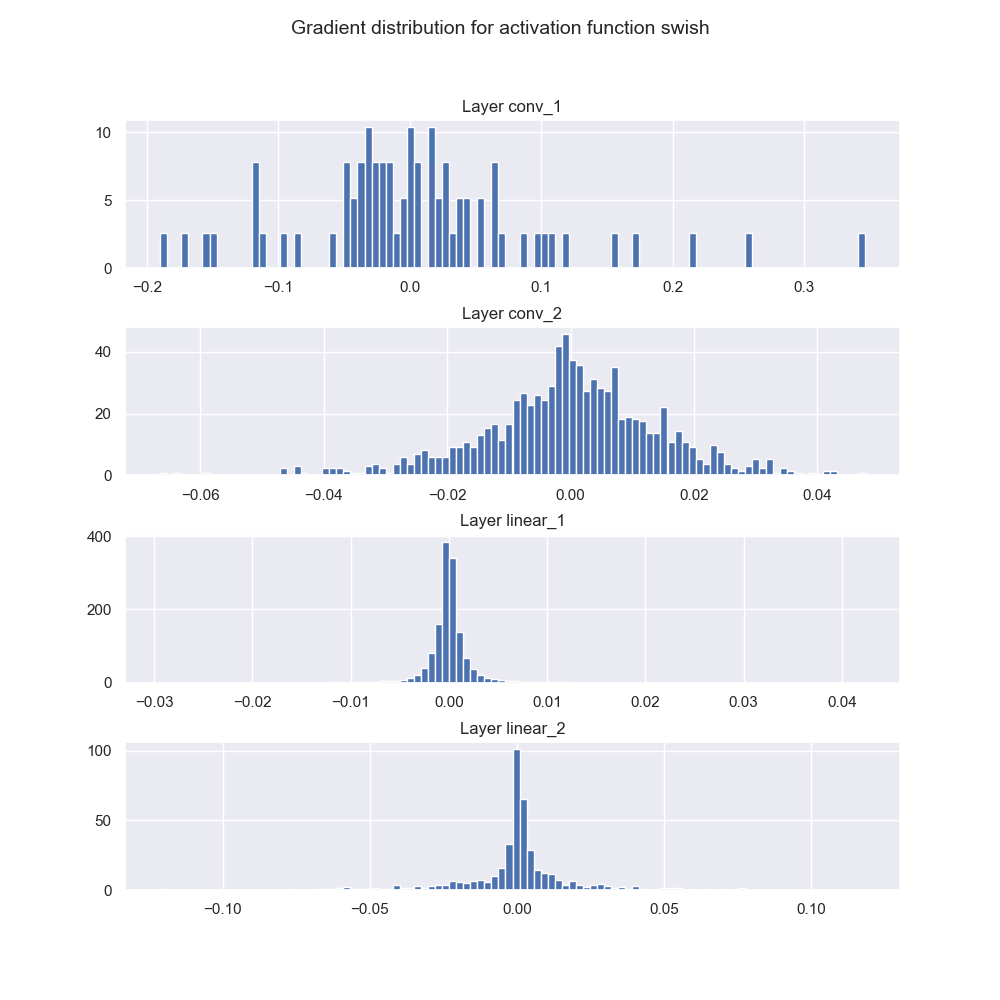 Gradient distribution for activation function swish
Layer conv_1
10
5
0
−0.2 −0.1 0.0 0.1 0.2 0.3
Layer conv_2
40
20
0
−0.06 −0.04 −0.02 0.00 0.02 0.04
Layer linear_1
400
200
0
−0.03 −0.02 −0.01 0.00 0.01 0.02 0.03 0.04
Layer linear_2
100
50
0
−0.10 −0.05 0.00 0.05 0.10